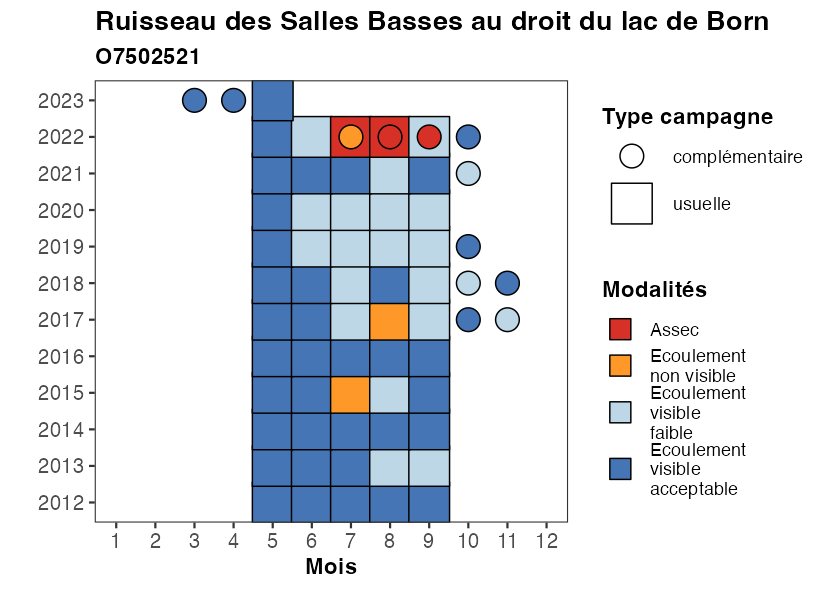 Ruisseau des Salles Basses au droit du lac de Born
O7502521
2023
2022
2021
2020
2019
2018
2017
2016
2015
2014
2013
2012
1 2 3 4 5 6 7 8 9 10 11 12
Mois
Type campagne
complémentaire
usuelle
Modalités
Assec
Ecoulement
non visible
Ecoulement
visible
faible
Ecoulement
visible
acceptable